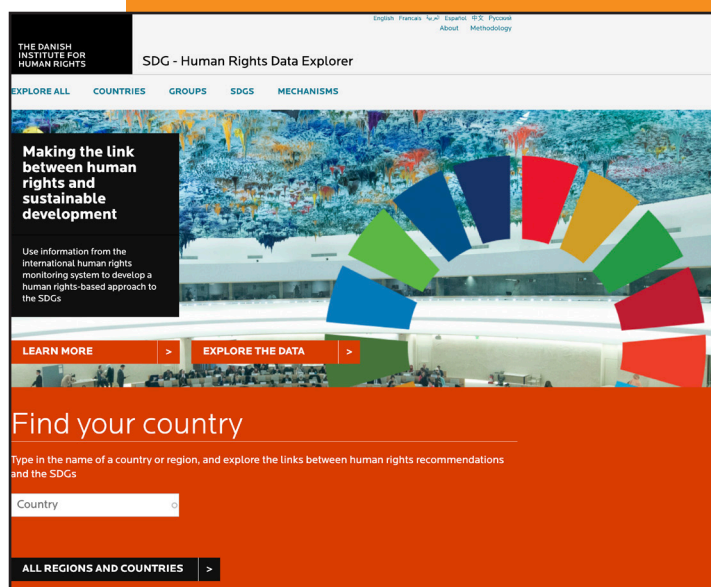 English Francais عربي Español 中文 Русский
About Methodology
THE DANISH
INSTITUTE FOR
HUMAN RIGHTS
SDG - Human Rights Data Explorer
EXPLORE ALL COUNTRIES GROUPS SDGS MECHANISMS
Making the link
between human
rights and
sustainable
development
Use information from the
international human rights
monitoring system to develop a
human rights-based approach to
the SDGs
LEARN MORE >
EXPLORE THE DATA >
Find your country
Type in the name of a country or region, and explore the links between human rights recommendations
and the SDGs
Country
ALL REGIONS AND COUNTRIES >